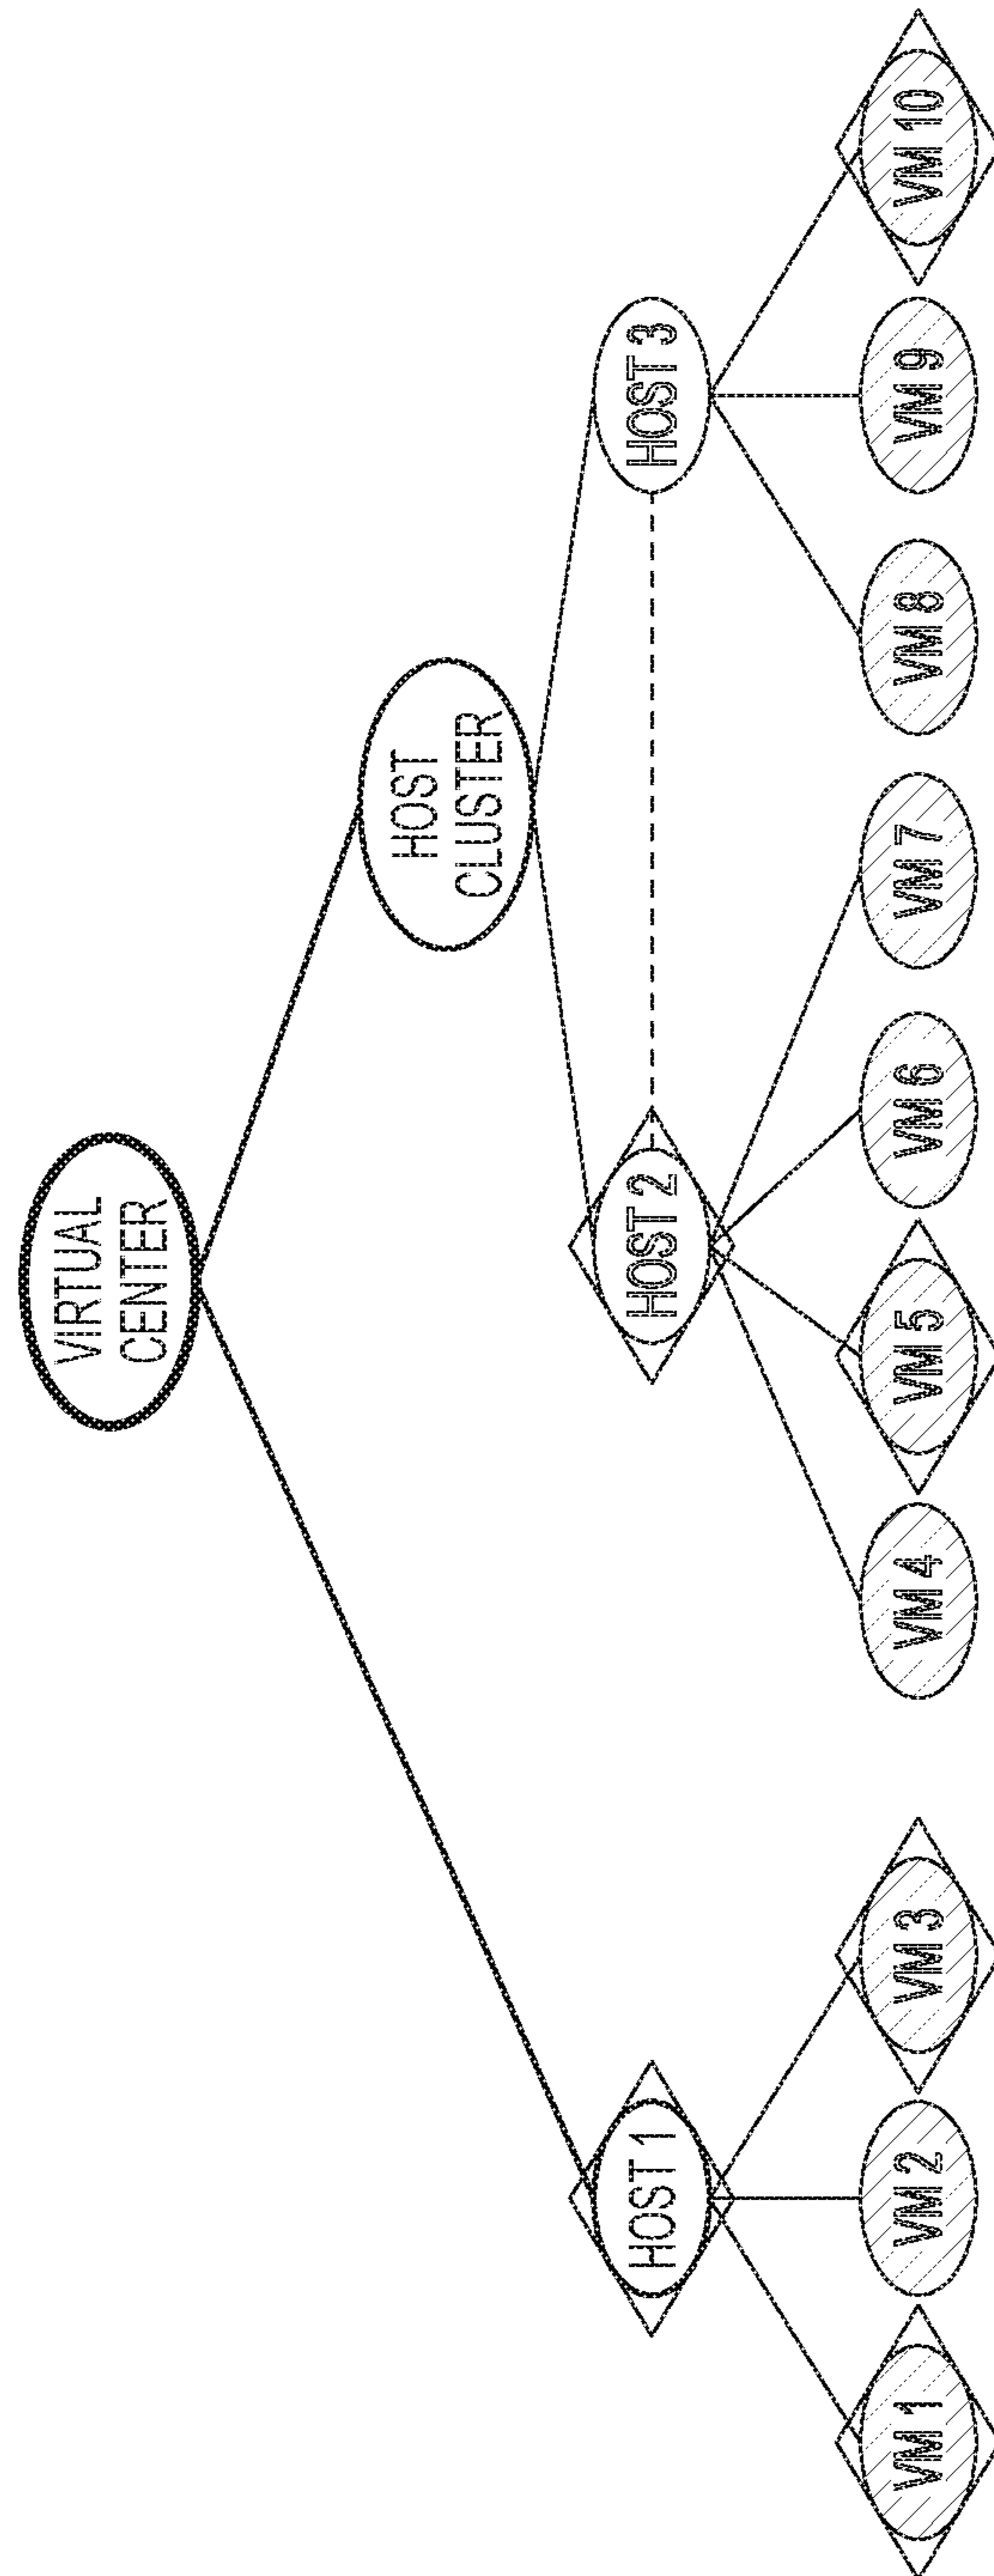 VIRTUAL
CENTER
HOST
CLUSTER
HOST 1
HOST 2
HOST 3
VM 1
VM 2
VM 3
VM 4
VM 5
VM 6
VM 7
VM 8
VM 9
VM 10